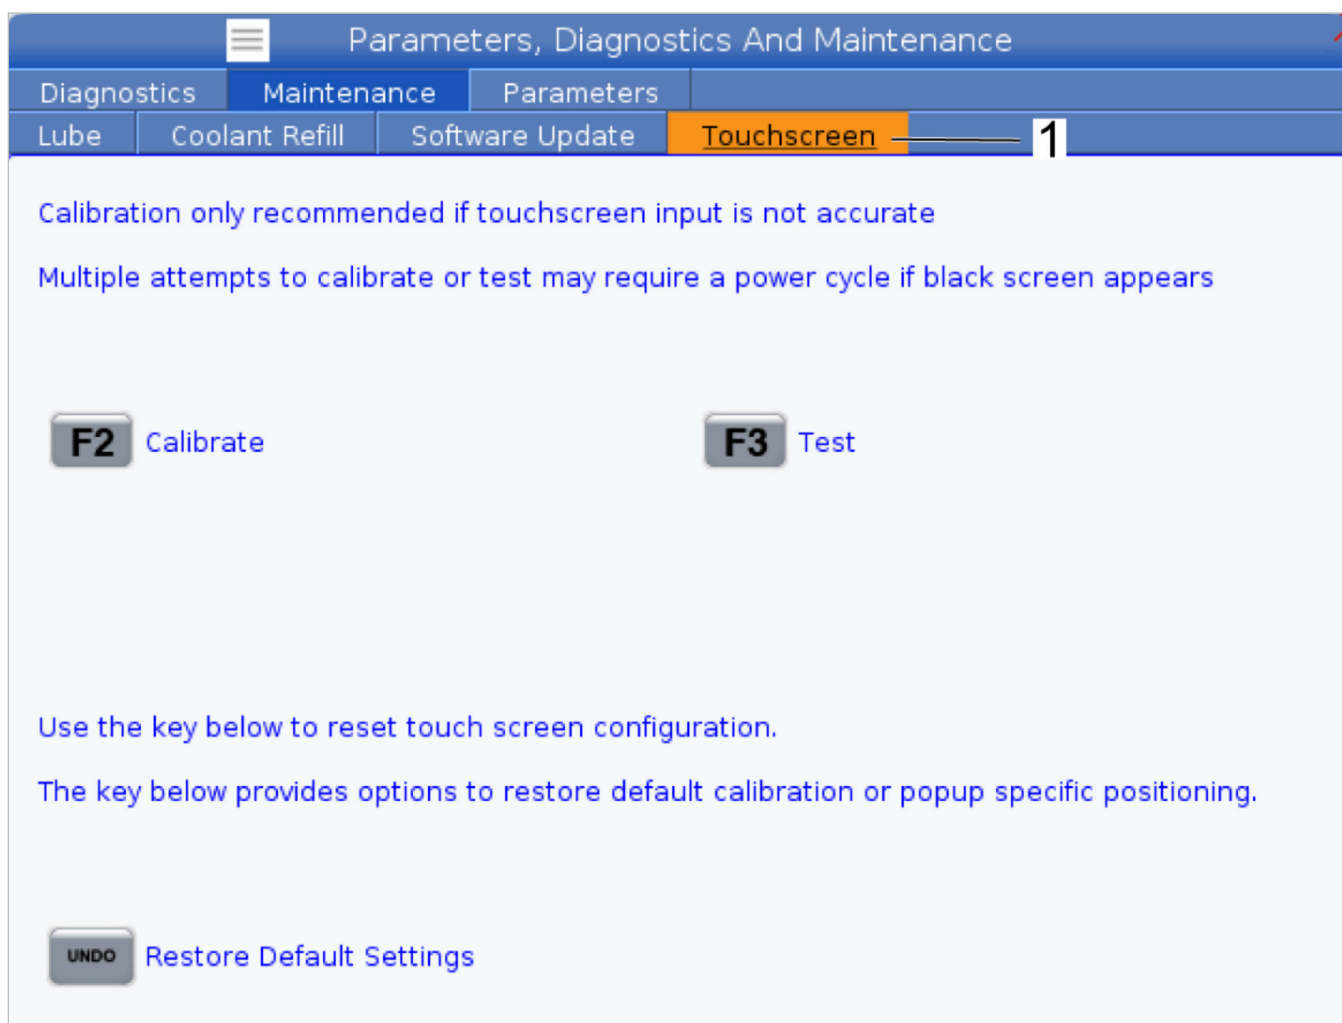 Parameters, Diagnostics And Maintenance
Diagnostics Maintenance Parameters
Lube Coolant Refill Software Update Touchscreen 1
Calibration only recommended if touchscreen input is not accurate
Multiple attempts to calibrate or test may require a power cycle if black screen appears
F2 Calibrate F3 Test
Use the key below to reset touch screen configuration.
The key below provides options to restore default calibration or popup specific positioning.
UNDO Restore Default Settings